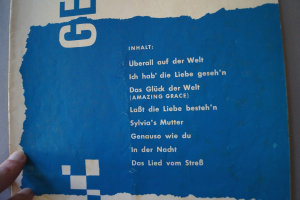 GE
INHALT:
Uberall auf der Welt
Ich hab' die Liebe geseh'n
Das Glück der Welt
(AMAZING GRACE)
Laßt die Liebe besteh'n
Sylvia's Mutter
Genauso wie du
in der Nacht
Das Lied vom Streß